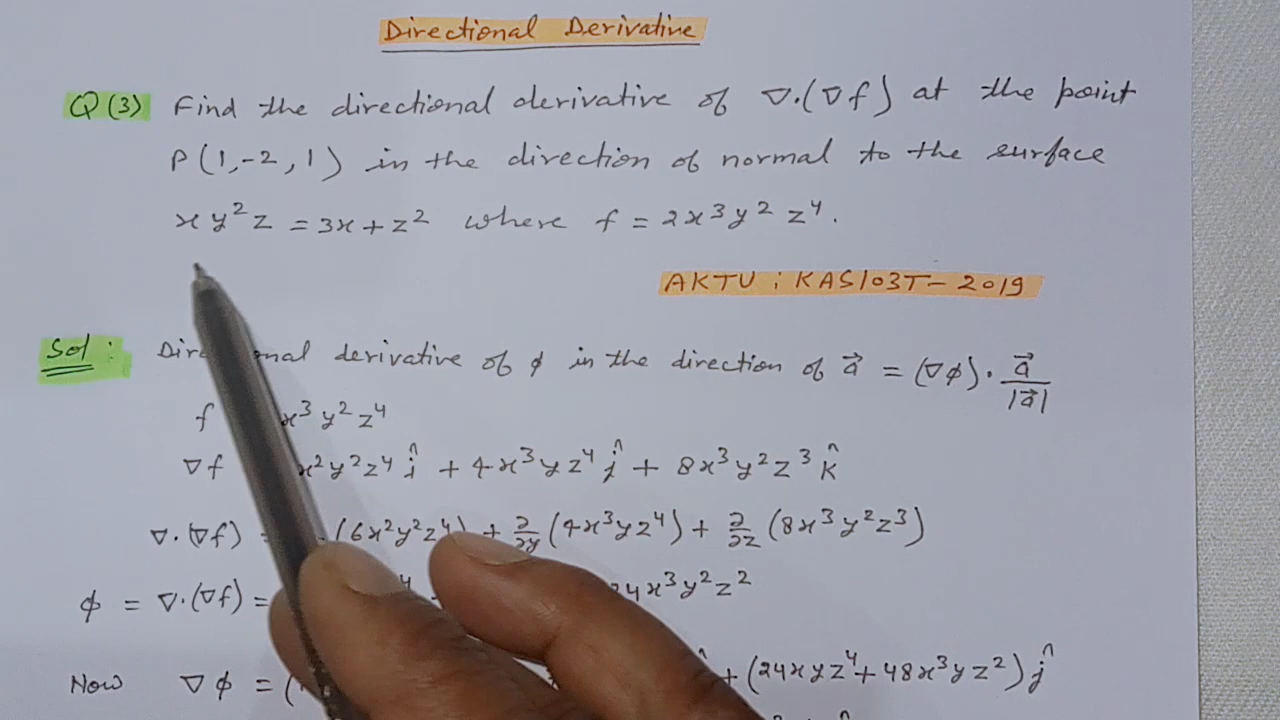 Directional Derivative
Q(3) Find the directional derivative of ∇.(∇f) at the point
P(1,-2,1) in the direction of normal to the surface
xy²z = 3x+z² where f = 2x³y²z⁴.
AKTU : KAS103T-2019
Sol: derivative of ϕ in the direction of a⃗ = (∇ϕ). a⃗/|a⃗|
f x³y²z⁴
∇f x²y²z⁴ î + 4x³yz⁴ ĵ + 8x³y²z³ k̂
∇.(∇f) = (6x²y²z⁴) + ∂/∂y (4x³yz⁴) + ∂/∂z (8x³y²z³)
ϕ = ∇.(∇f) = 24x³y²z²
Now ∇ϕ = ( + (24xyz⁴+48x³yz²) ĵ